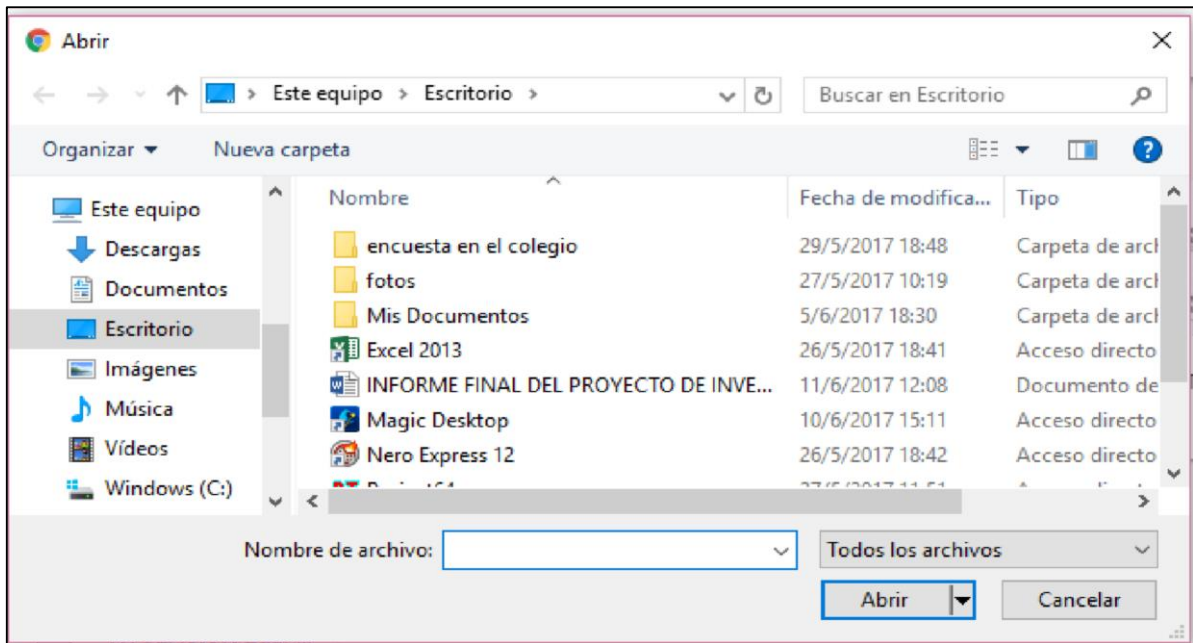 Abrir
Este equipo > Escritorio >
Buscar en Escritorio
Organizar
Nueva carpeta
Este equipo
Descargas
Documentos
Escritorio
Imágenes
Música
Vídeos
Windows (C:)
Nombre Fecha de modifica... Tipo
encuesta en el colegio 29/5/2017 18:48 Carpeta de arch
fotos 27/5/2017 10:19 Carpeta de arch
Mis Documentos 5/6/2017 18:30 Carpeta de arch
Excel 2013 26/5/2017 18:41 Acceso directo
INFORME FINAL DEL PROYECTO DE INVE... 11/6/2017 12:08 Documento de
Magic Desktop 10/6/2017 15:11 Acceso directo
Nero Express 12 26/5/2017 18:42 Acceso directo
Nombre de archivo:
Todos los archivos
Abrir
Cancelar